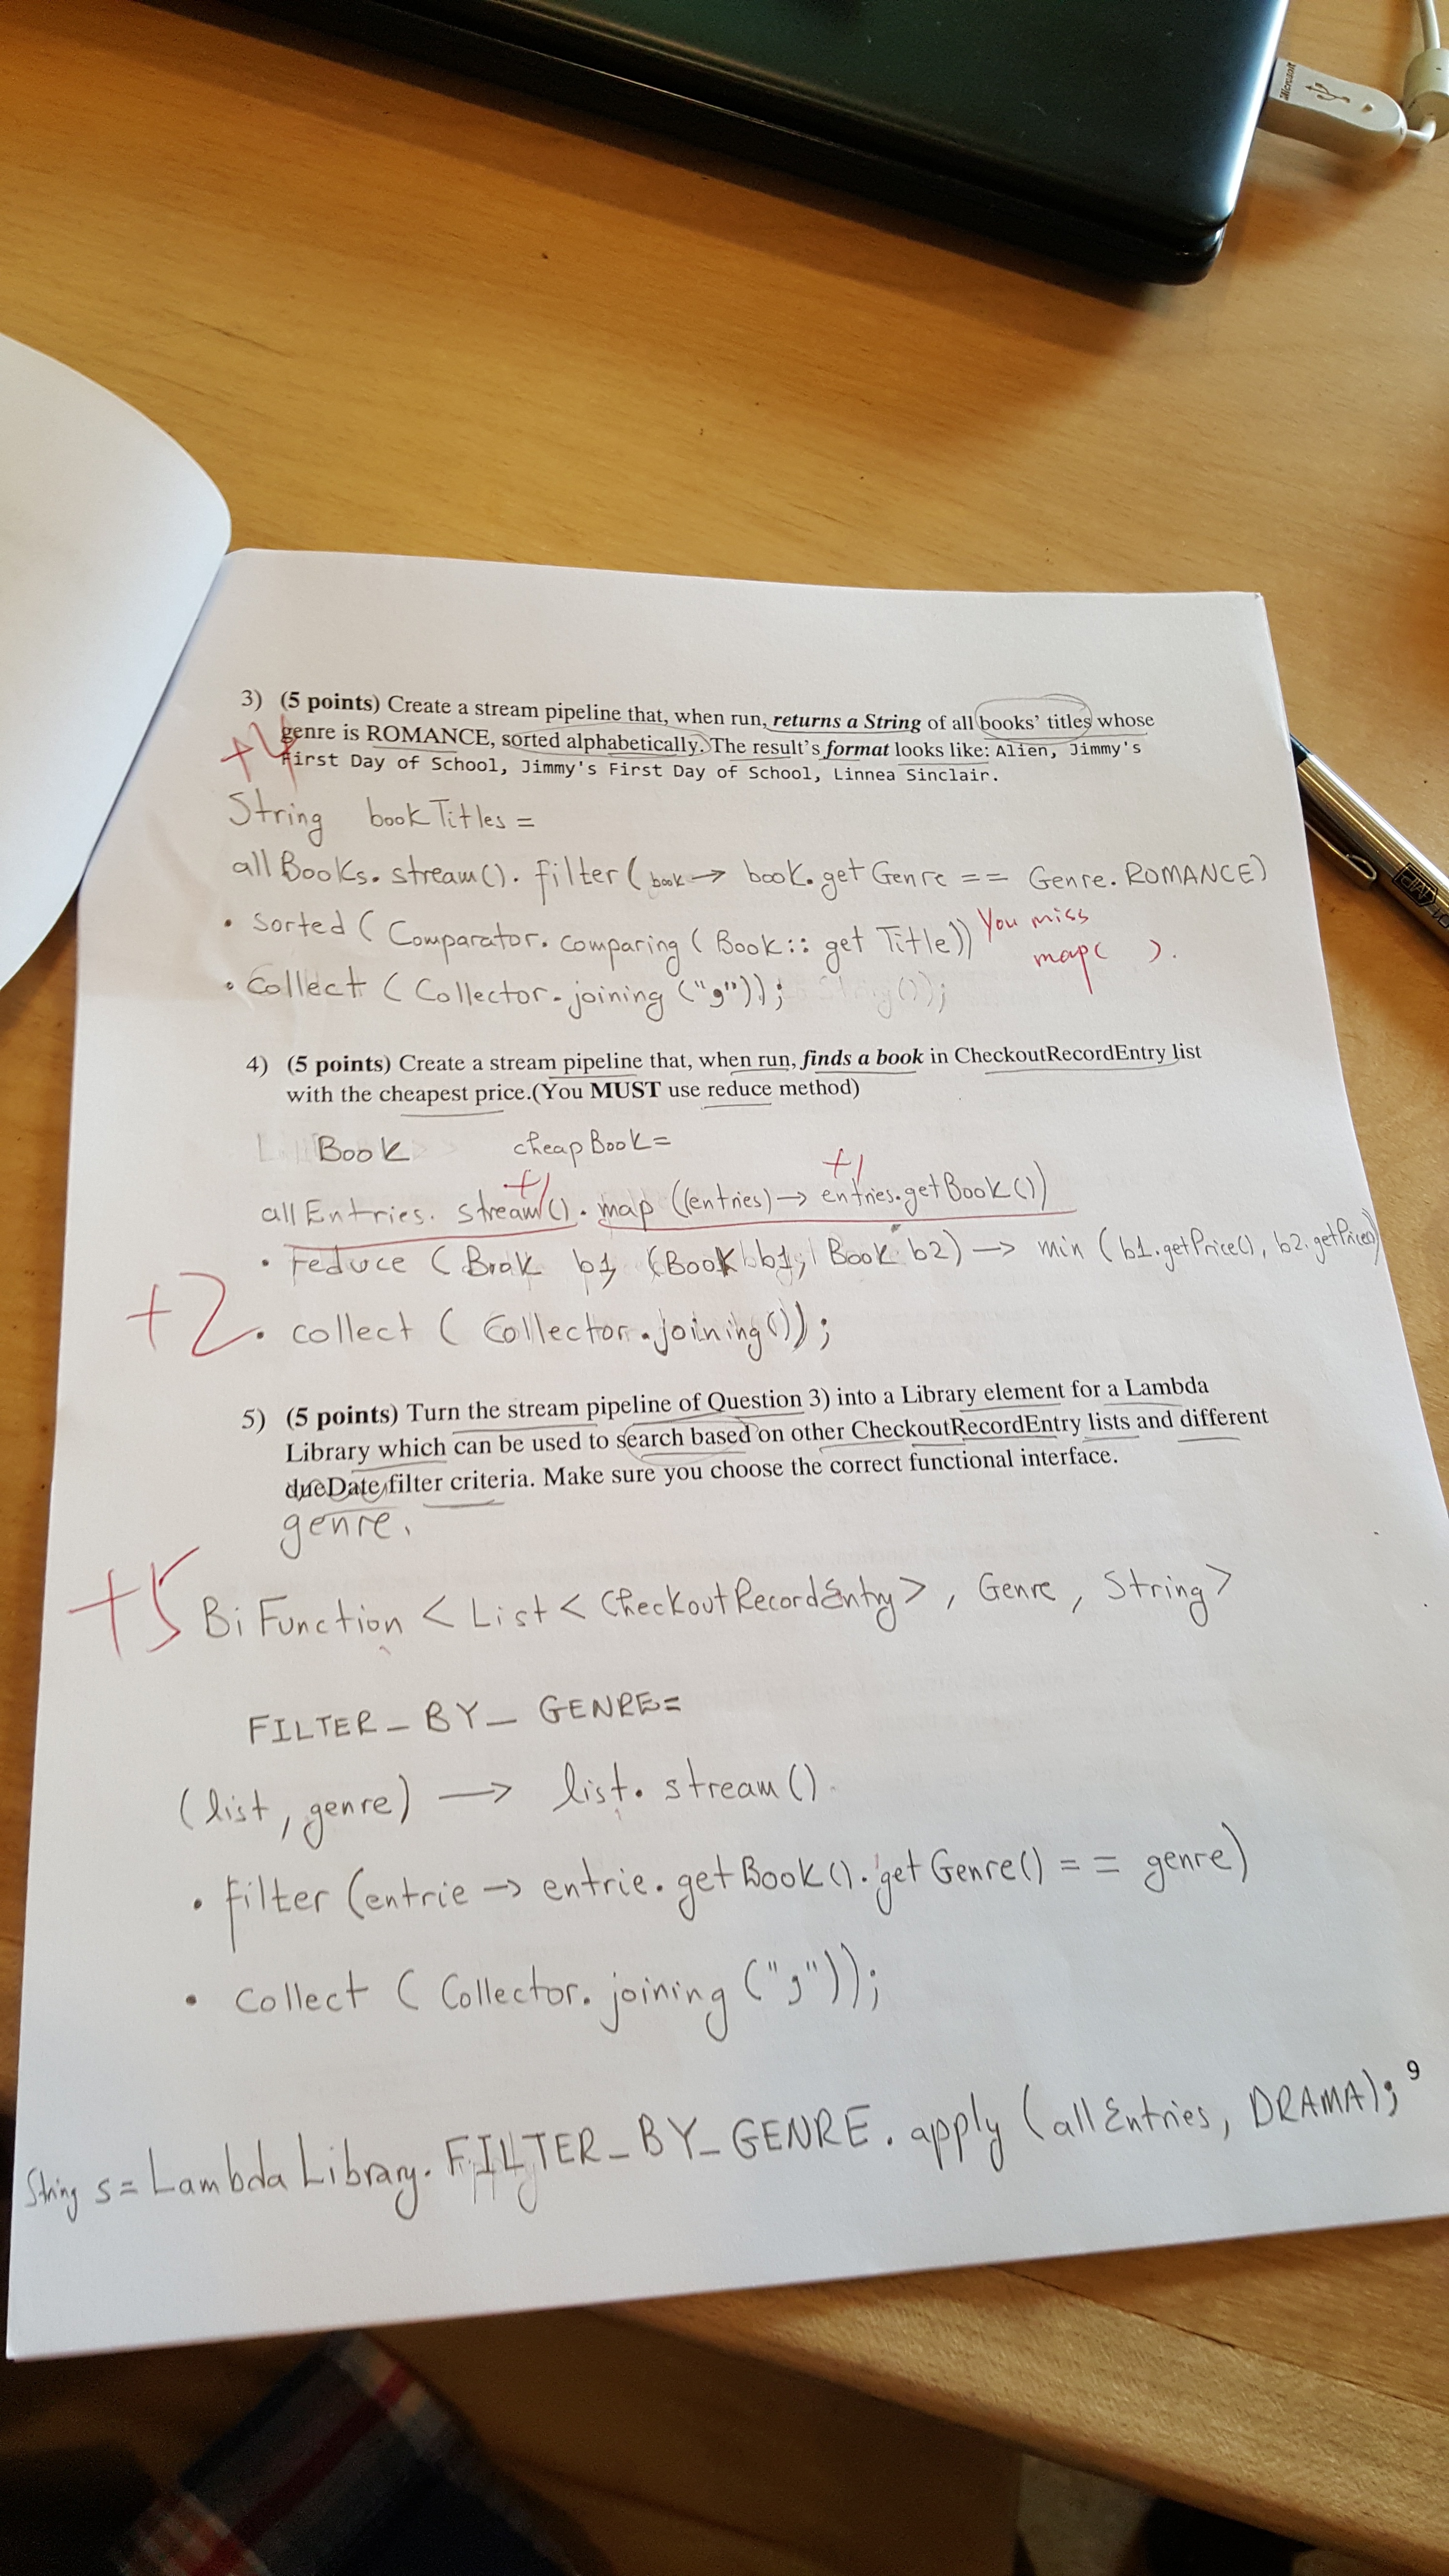 Microsoft
3) (5 points) Create a stream pipeline that, when run, returns a String of all books' titles whose
genre is ROMANCE, sorted alphabetically. The result's format looks like: Alien, Jimmy's
First Day of School, Jimmy's First Day of School, Linnea Sinclair.
+4
String bookTitles =
allBooks.stream().filter(book → book.getGenre == Genre.ROMANCE)
.sorted(Comparator.comparing(Book::getTitle))
You miss
map( ).
.collect(Collector.joining(","));
4) (5 points) Create a stream pipeline that, when run, finds a book in CheckoutRecordEntry list
with the cheapest price.(You MUST use reduce method)
Book cheapBook=
+1 +1
allEntries.stream().map((entries)→ entries.getBook())
.reduce(Book b1, (Book b1, Book b2) → min(b1.getPrice(), b2.getPrice()
+2
.collect(Collector.joining());
5) (5 points) Turn the stream pipeline of Question 3) into a Library element for a Lambda
Library which can be used to search based on other CheckoutRecordEntry lists and different
dueDate filter criteria. Make sure you choose the correct functional interface.
genre.
+5
BiFunction <List<CheckoutRecordEntry>, Genre, String>
FILTER_BY_GENRE=
(list, genre) → list.stream().
.filter(entrie → entrie.getBook().getGenre() == genre)
.collect(Collector.joining(","));
9
String s = LambdaLibrary.FILTER_BY_GENRE.apply(allEntries, DRAMA);